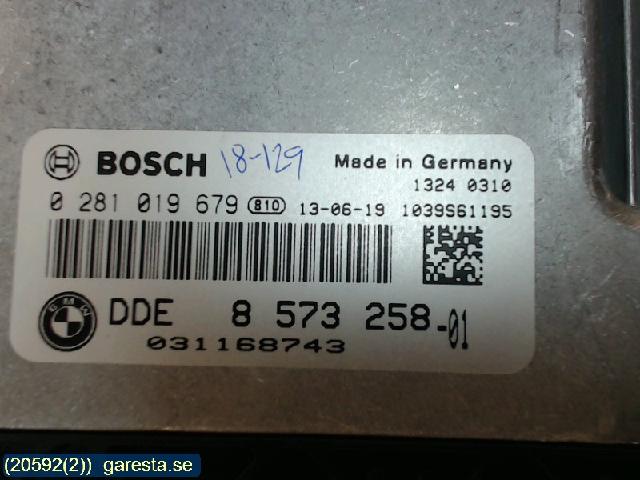 BOSCH 18-129 Made in Germany
1324 0310
0 281 019 679 810 13-06-19 1039S61195
BMW DDE 8 573 258-01
031168743
(20592(2)) garesta.se